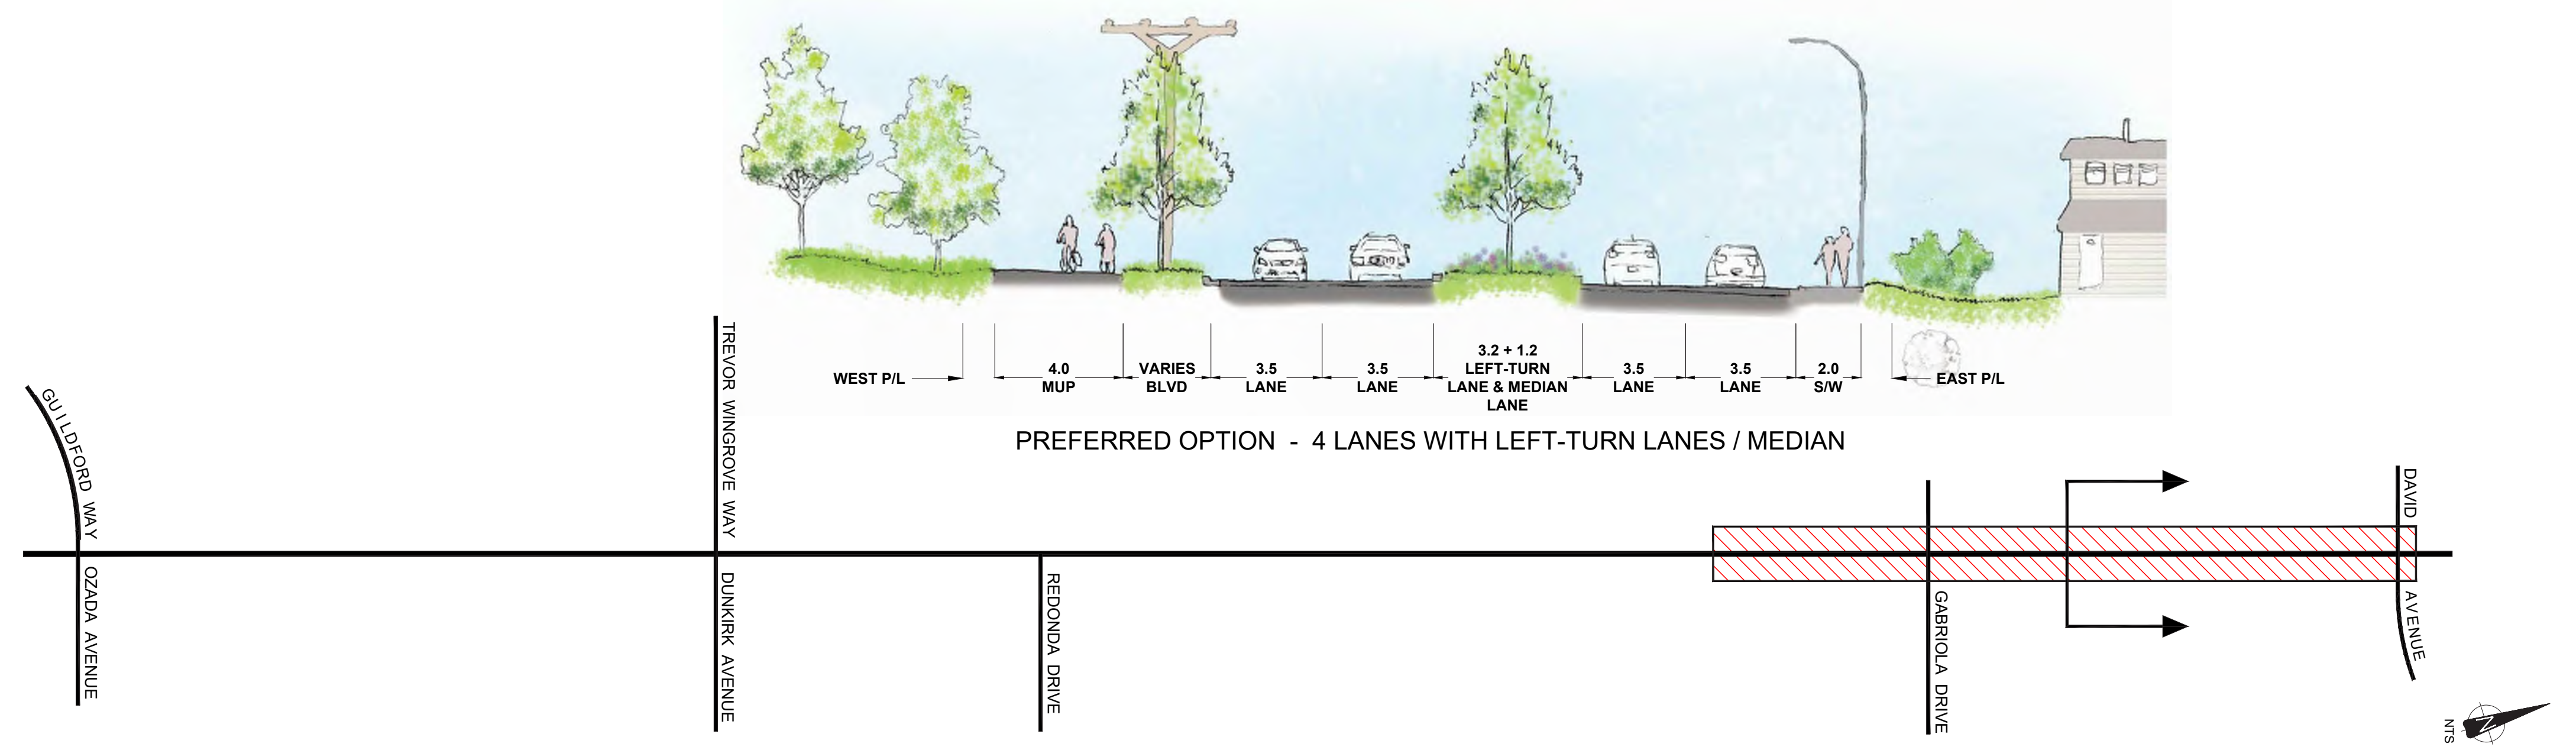 WEST P/L
4.0
MUP
VARIES
BLVD
3.5
LANE
3.5
LANE
3.2 + 1.2
LEFT-TURN
LANE & MEDIAN
LANE
3.5
LANE
3.5
LANE
2.0
S/W
EAST P/L
PREFERRED OPTION - 4 LANES WITH LEFT-TURN LANES / MEDIAN
GUILDFORD WAY
OZADA AVENUE
TREVOR WINGROVE WAY
DUNKIRK AVENUE
REDONDA DRIVE
GABRIOLA DRIVE
DAVID
AVENUE
NTS
N